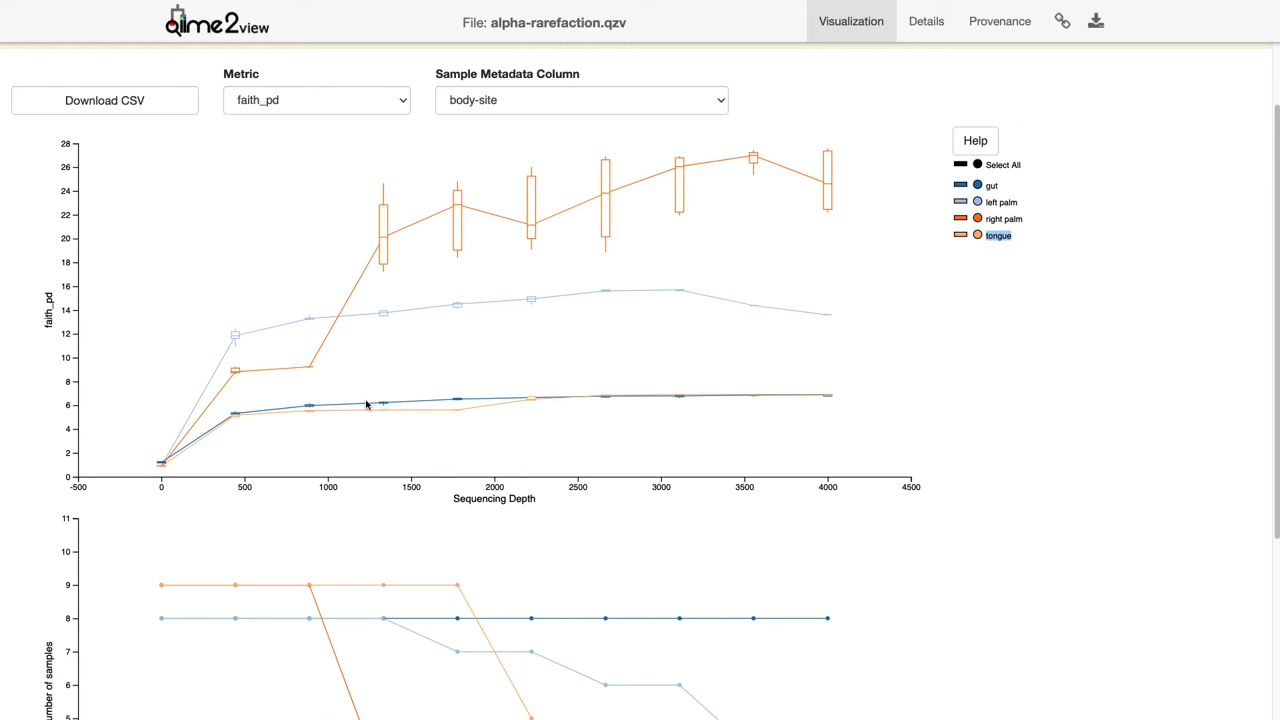 qiime2view
File: alpha-rarefaction.qzv
Visualization
Details
Provenance
Metric
Sample Metadata Column
Download CSV
faith_pd
body-site
Help
Select All
gut
left palm
right palm
tongue
28
26
24
22
20
18
16
14
12
10
8
6
4
2
0
faith_pd
-500 0 500 1000 1500 2000 2500 3000 3500 4000 4500
Sequencing Depth
11
10
9
8
7
6
5
umber of samples